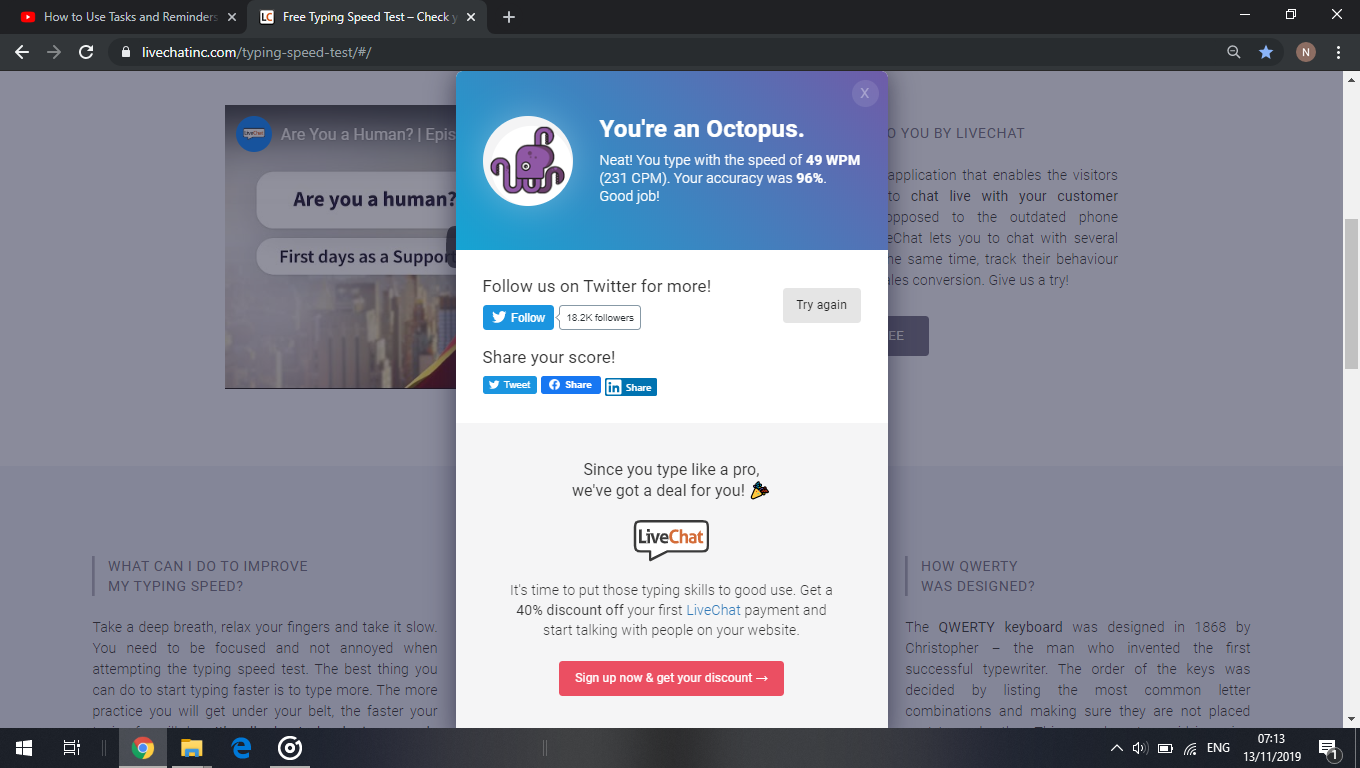 How to Use Tasks and Reminders
Free Typing Speed Test – Check y
livechatinc.com/typing-speed-test/#/
N
LiveChat
Are You a Human? | Epis
Are you a human?
First days as a Suppor
X
You're an Octopus.
Neat! You type with the speed of 49 WPM
(231 CPM). Your accuracy was 96%.
Good job!
Follow us on Twitter for more!
Follow
18.2K followers
Try again
Share your score!
Tweet
Share
Share
Since you type like a pro,
we've got a deal for you!
LiveChat
It's time to put those typing skills to good use. Get a
40% discount off your first LiveChat payment and
start talking with people on your website.
Sign up now & get your discount →
O YOU BY LIVECHAT
application that enables the visitors
to chat live with your customer
opposed to the outdated phone
eChat lets you to chat with several
he same time, track their behaviour
ales conversion. Give us a try!
EE
WHAT CAN I DO TO IMPROVE
MY TYPING SPEED?
Take a deep breath, relax your fingers and take it slow.
You need to be focused and not annoyed when
attempting the typing speed test. The best thing you
can do to start typing faster is to type more. The more
practice you will get under your belt, the faster your
HOW QWERTY
WAS DESIGNED?
The QWERTY keyboard was designed in 1868 by
Christopher – the man who invented the first
successful typewriter. The order of the keys was
decided by listing the most common letter
combinations and making sure they are not placed
ENG
07:13
13/11/2019
1